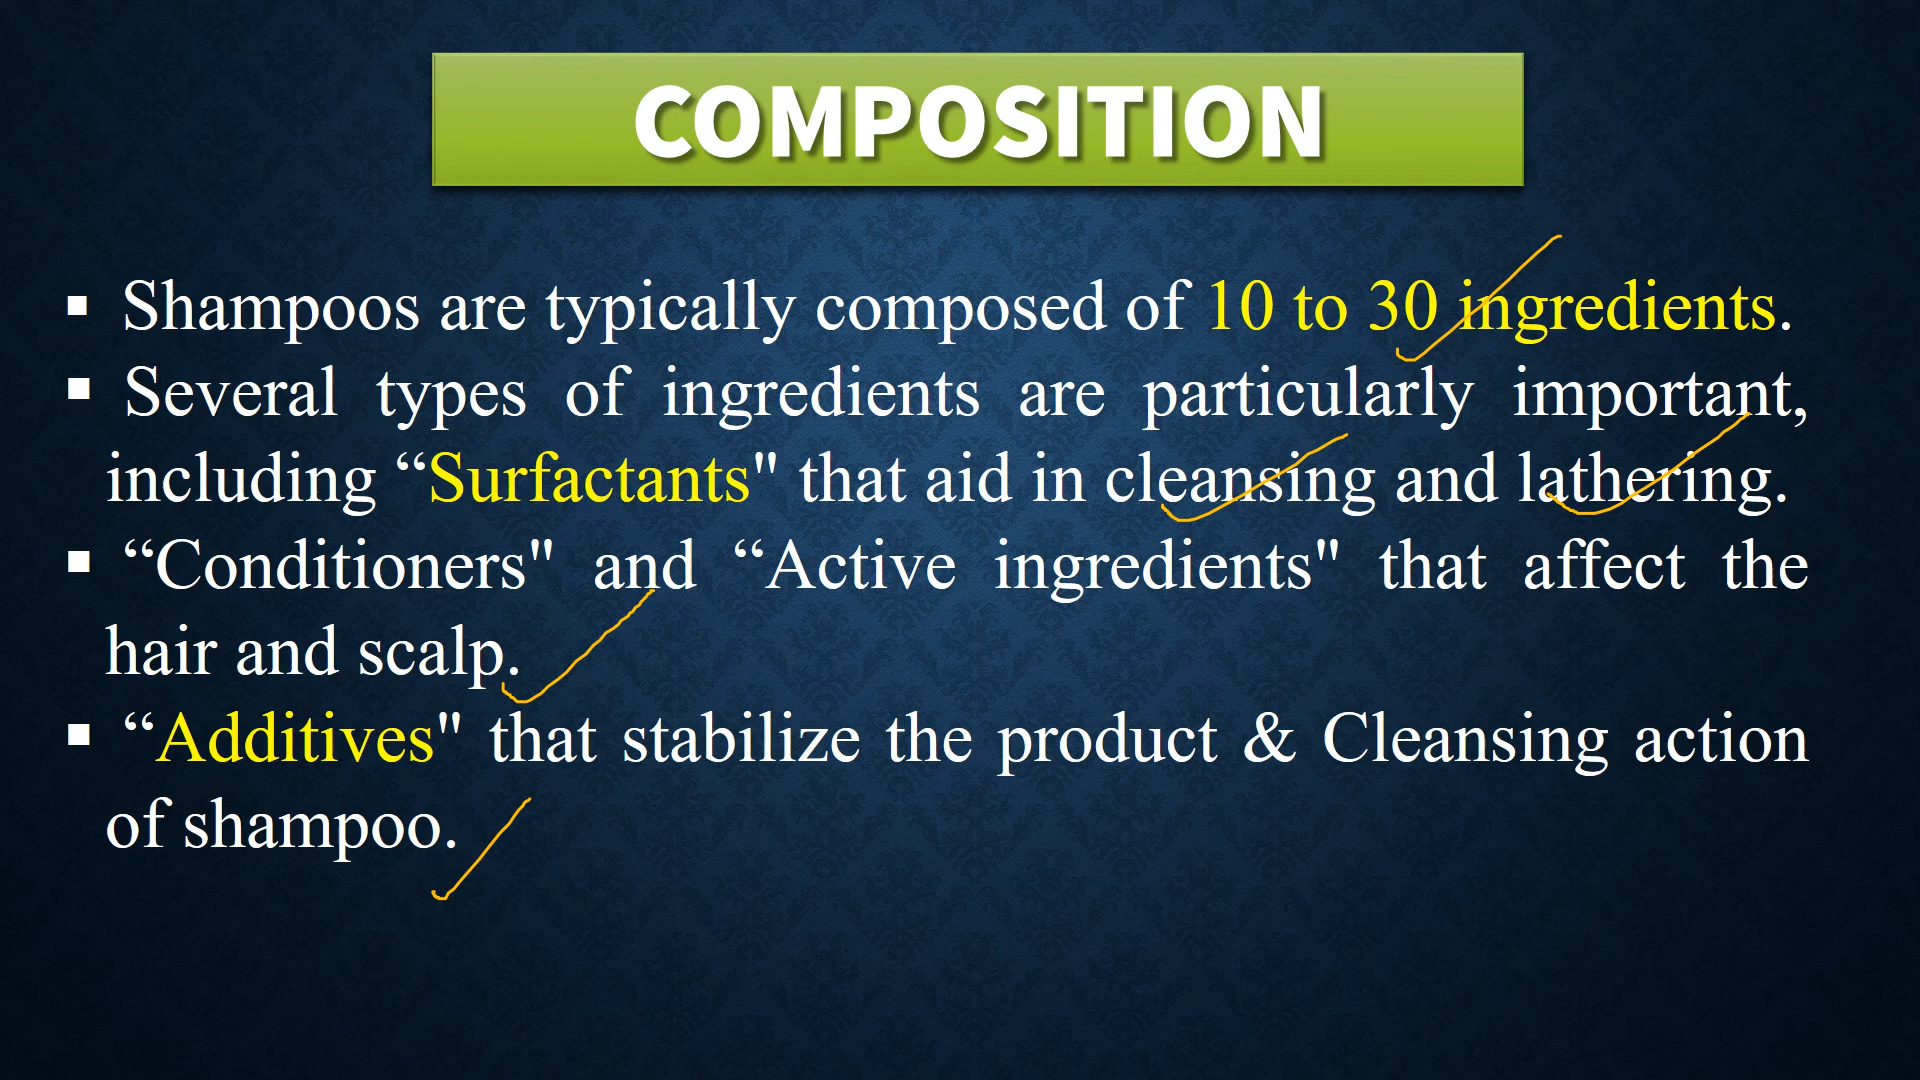 COMPOSITION
▪ Shampoos are typically composed of 10 to 30 ingredients.
▪ Several types of ingredients are particularly important,
including “Surfactants" that aid in cleansing and lathering.
▪ “Conditioners" and “Active ingredients" that affect the
hair and scalp.
▪ “Additives" that stabilize the product & Cleansing action
of shampoo.